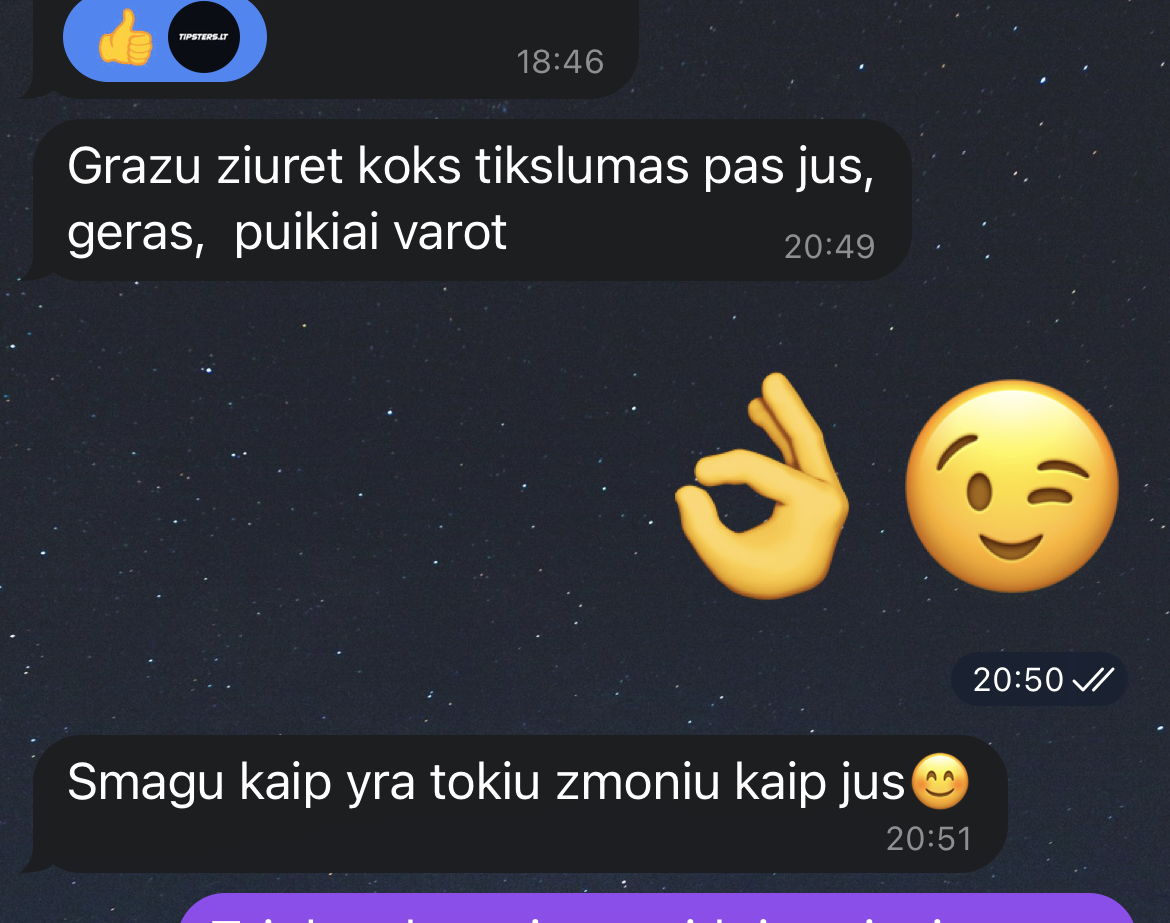 TIPSTERS.LT
18:46
Grazu ziuret koks tikslumas pas jus,
geras,  puikiai varot
20:49
20:50
Smagu kaip yra tokiu zmoniu kaip jus😊
20:51